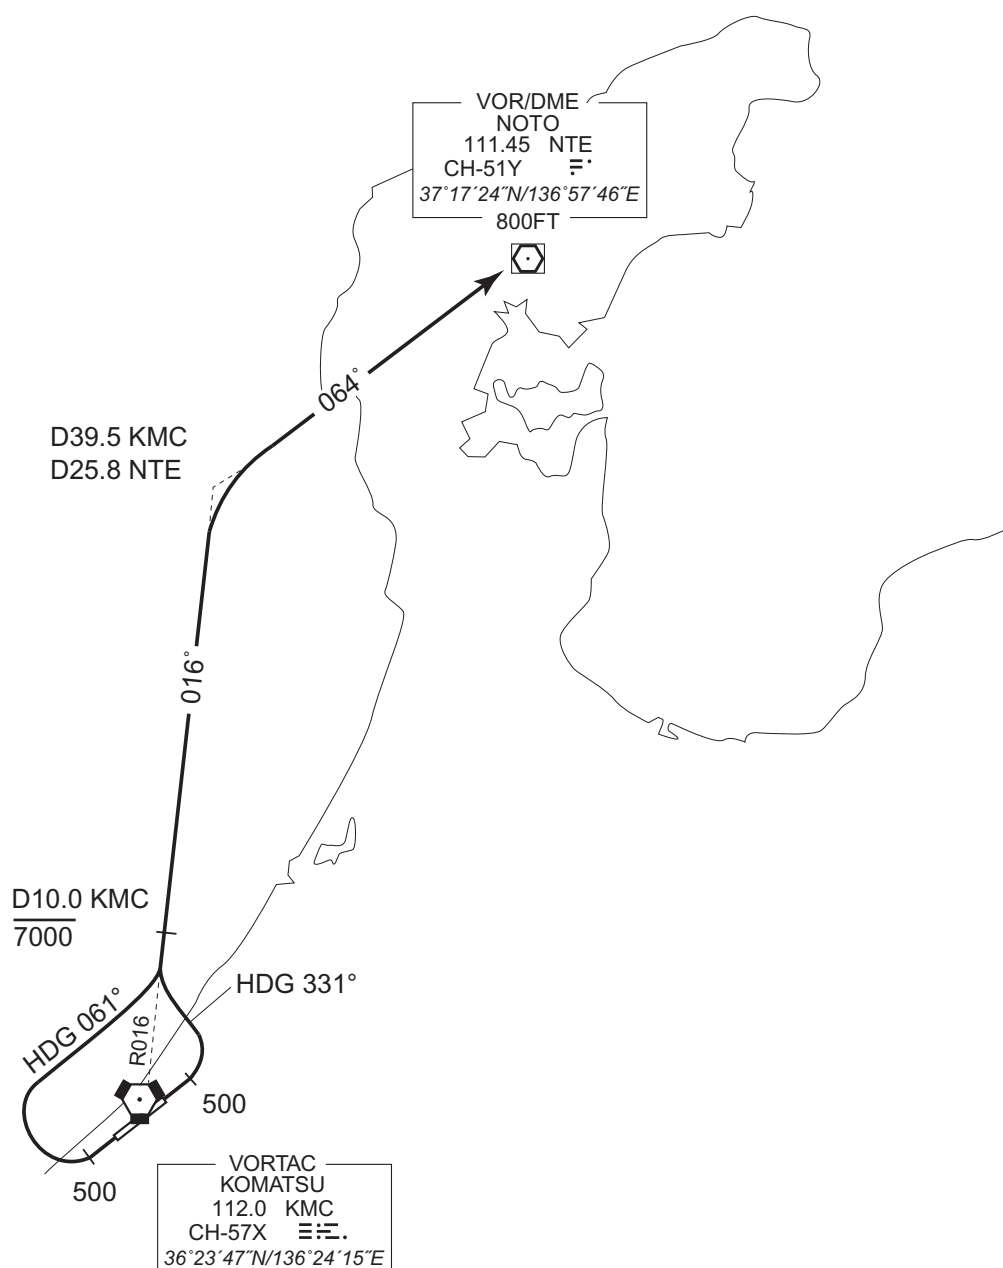 VOR/DME
NOTO
111.45 NTE
CH-51Y
37°17´24˝N/136°57´46˝E
800FT
064°
D39.5 KMC
D25.8 NTE
016°
D10.0 KMC
7000
HDG 331°
HDG 061°
R016
500
500
VORTAC
KOMATSU
112.0 KMC
CH-57X
36°23´47˝N/136°24´15˝E